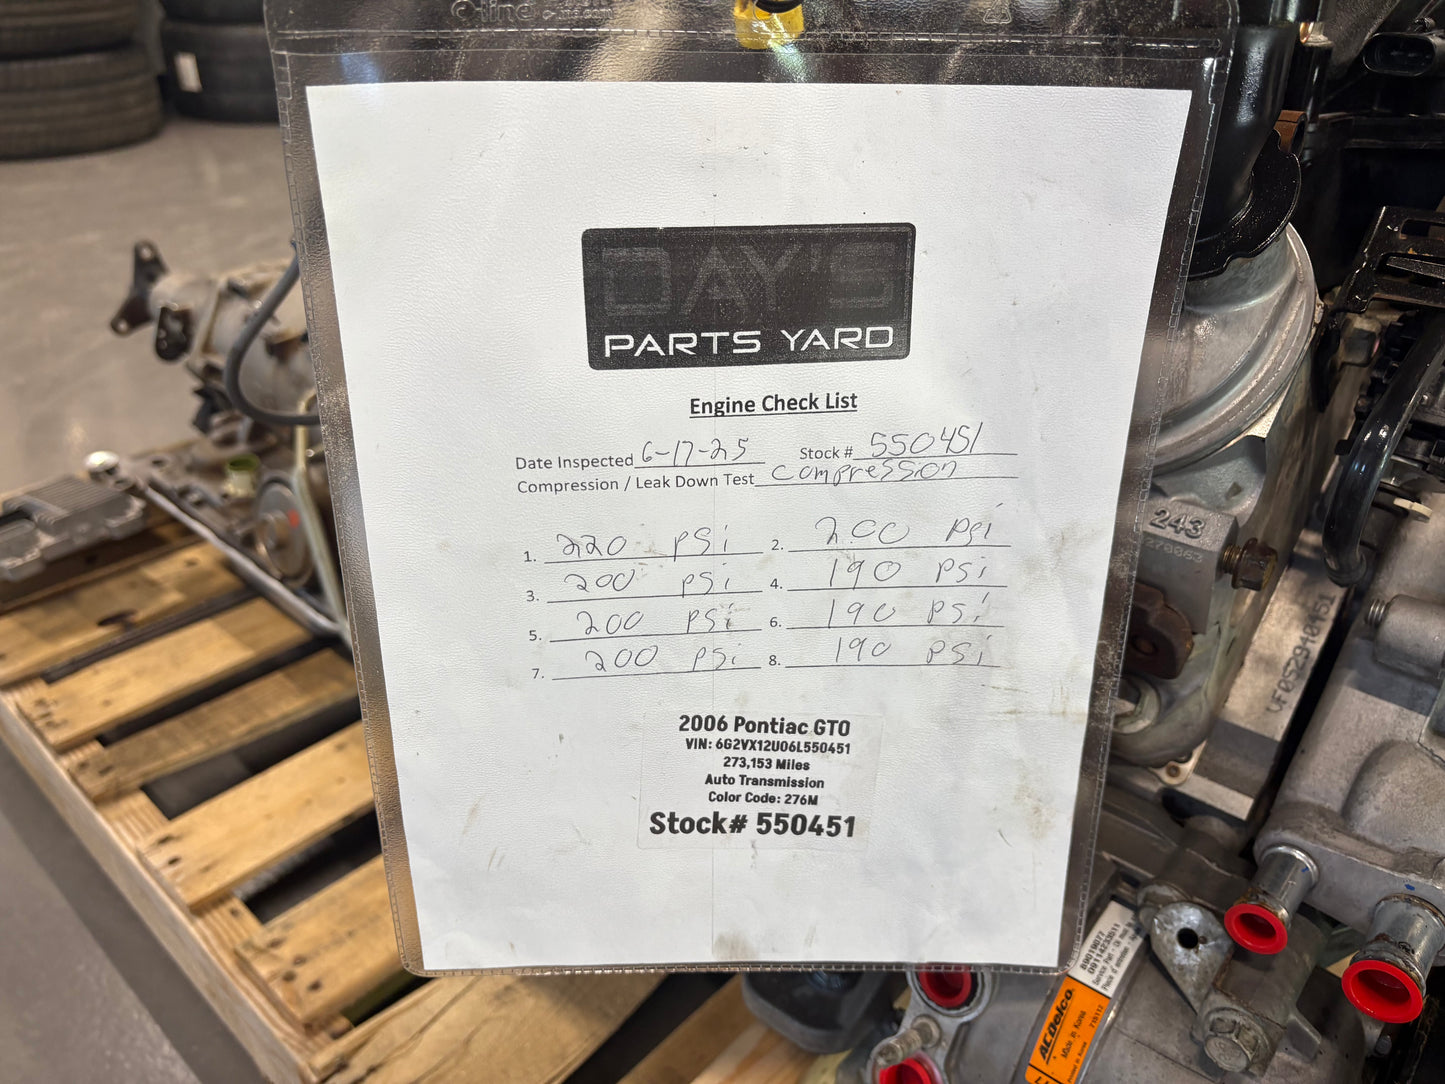 DAY'S
PARTS YARD
Engine Check List
Date Inspected 6-17-25 Stock # 550451
Compression / Leak Down Test compression
1. 220 psi 2. 200 psi
3. 200 psi 4. 190 psi
5. 200 psi 6. 190 psi
7. 200 psi 8. 190 psi
2006 Pontiac GTO
VIN: 6G2VX12U06L550451
273,153 Miles
Auto Transmission
Color Code: 276M
Stock# 550451
243
ACDelco
Made in Korea